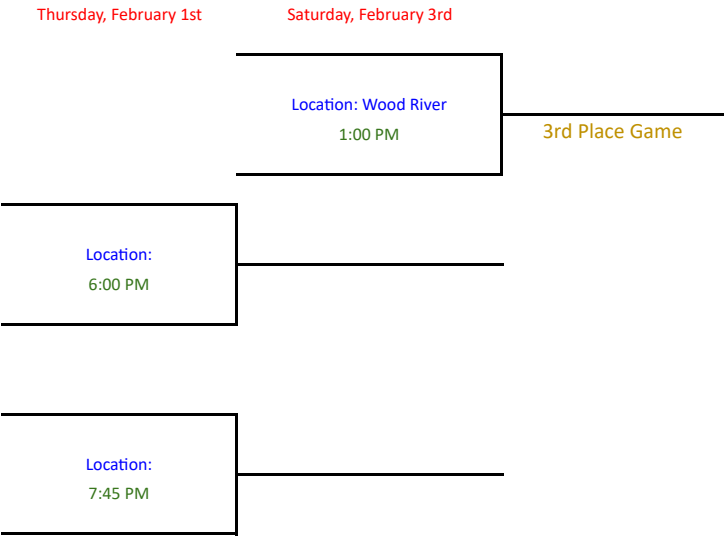 Thursday, February 1st
Saturday, February 3rd
Location: Wood River
1:00 PM
3rd Place Game
Location:
6:00 PM
Location:
7:45 PM